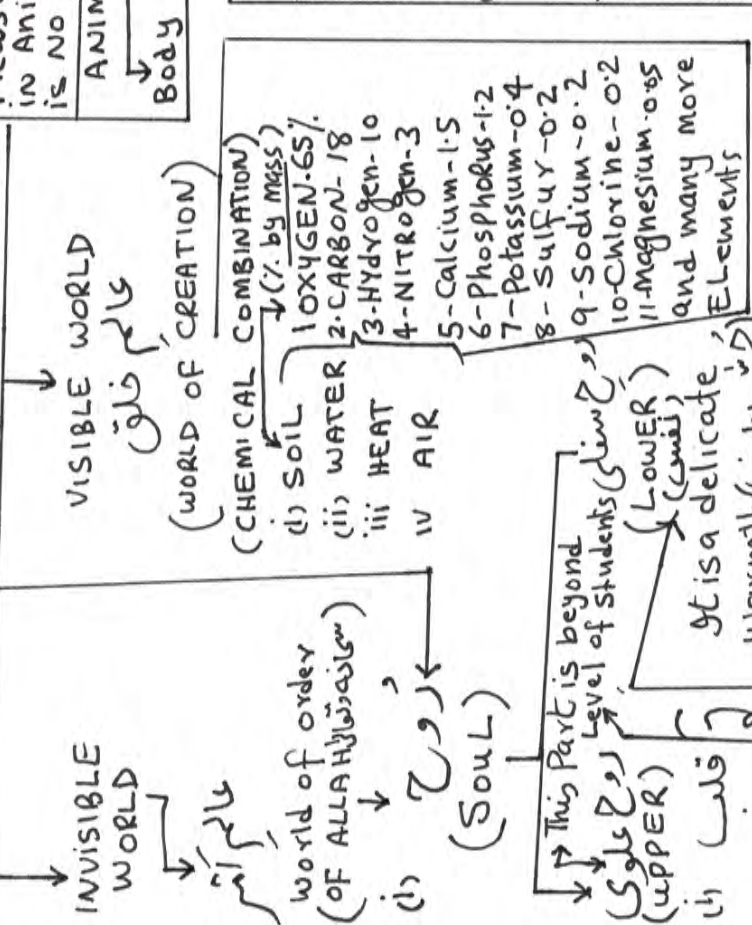 in Ani
is No
ANIM
Body
VISIBLE WORLD
عالم خلق
(WORLD OF CREATION)
(CHEMICAL COMBINATION)
(i) SOIL
(ii) WATER
iii HEAT
iv AIR
(% by mass)
1 OXYGEN-65%
2-CARBON-18
3-Hydrogen-10
4-NITROgen-3
5-Calcium-1.5
6-Phosphorus-1.2
7-Potassium-0.4
8-Sulfur-0.2
9-Sodium-0.2
10-Chlorine-0.2
11-Magnesium-0.05
and many more
ELements
INVISIBLE
WORLD
عالم امر
World of order
(OF ALLAH
(i) روح
(SOUL)
This Part is beyond
Level of students
روح علوی
(UPPER)
روح سفلی
(LOWER)
It is a delicate
(i) قلب